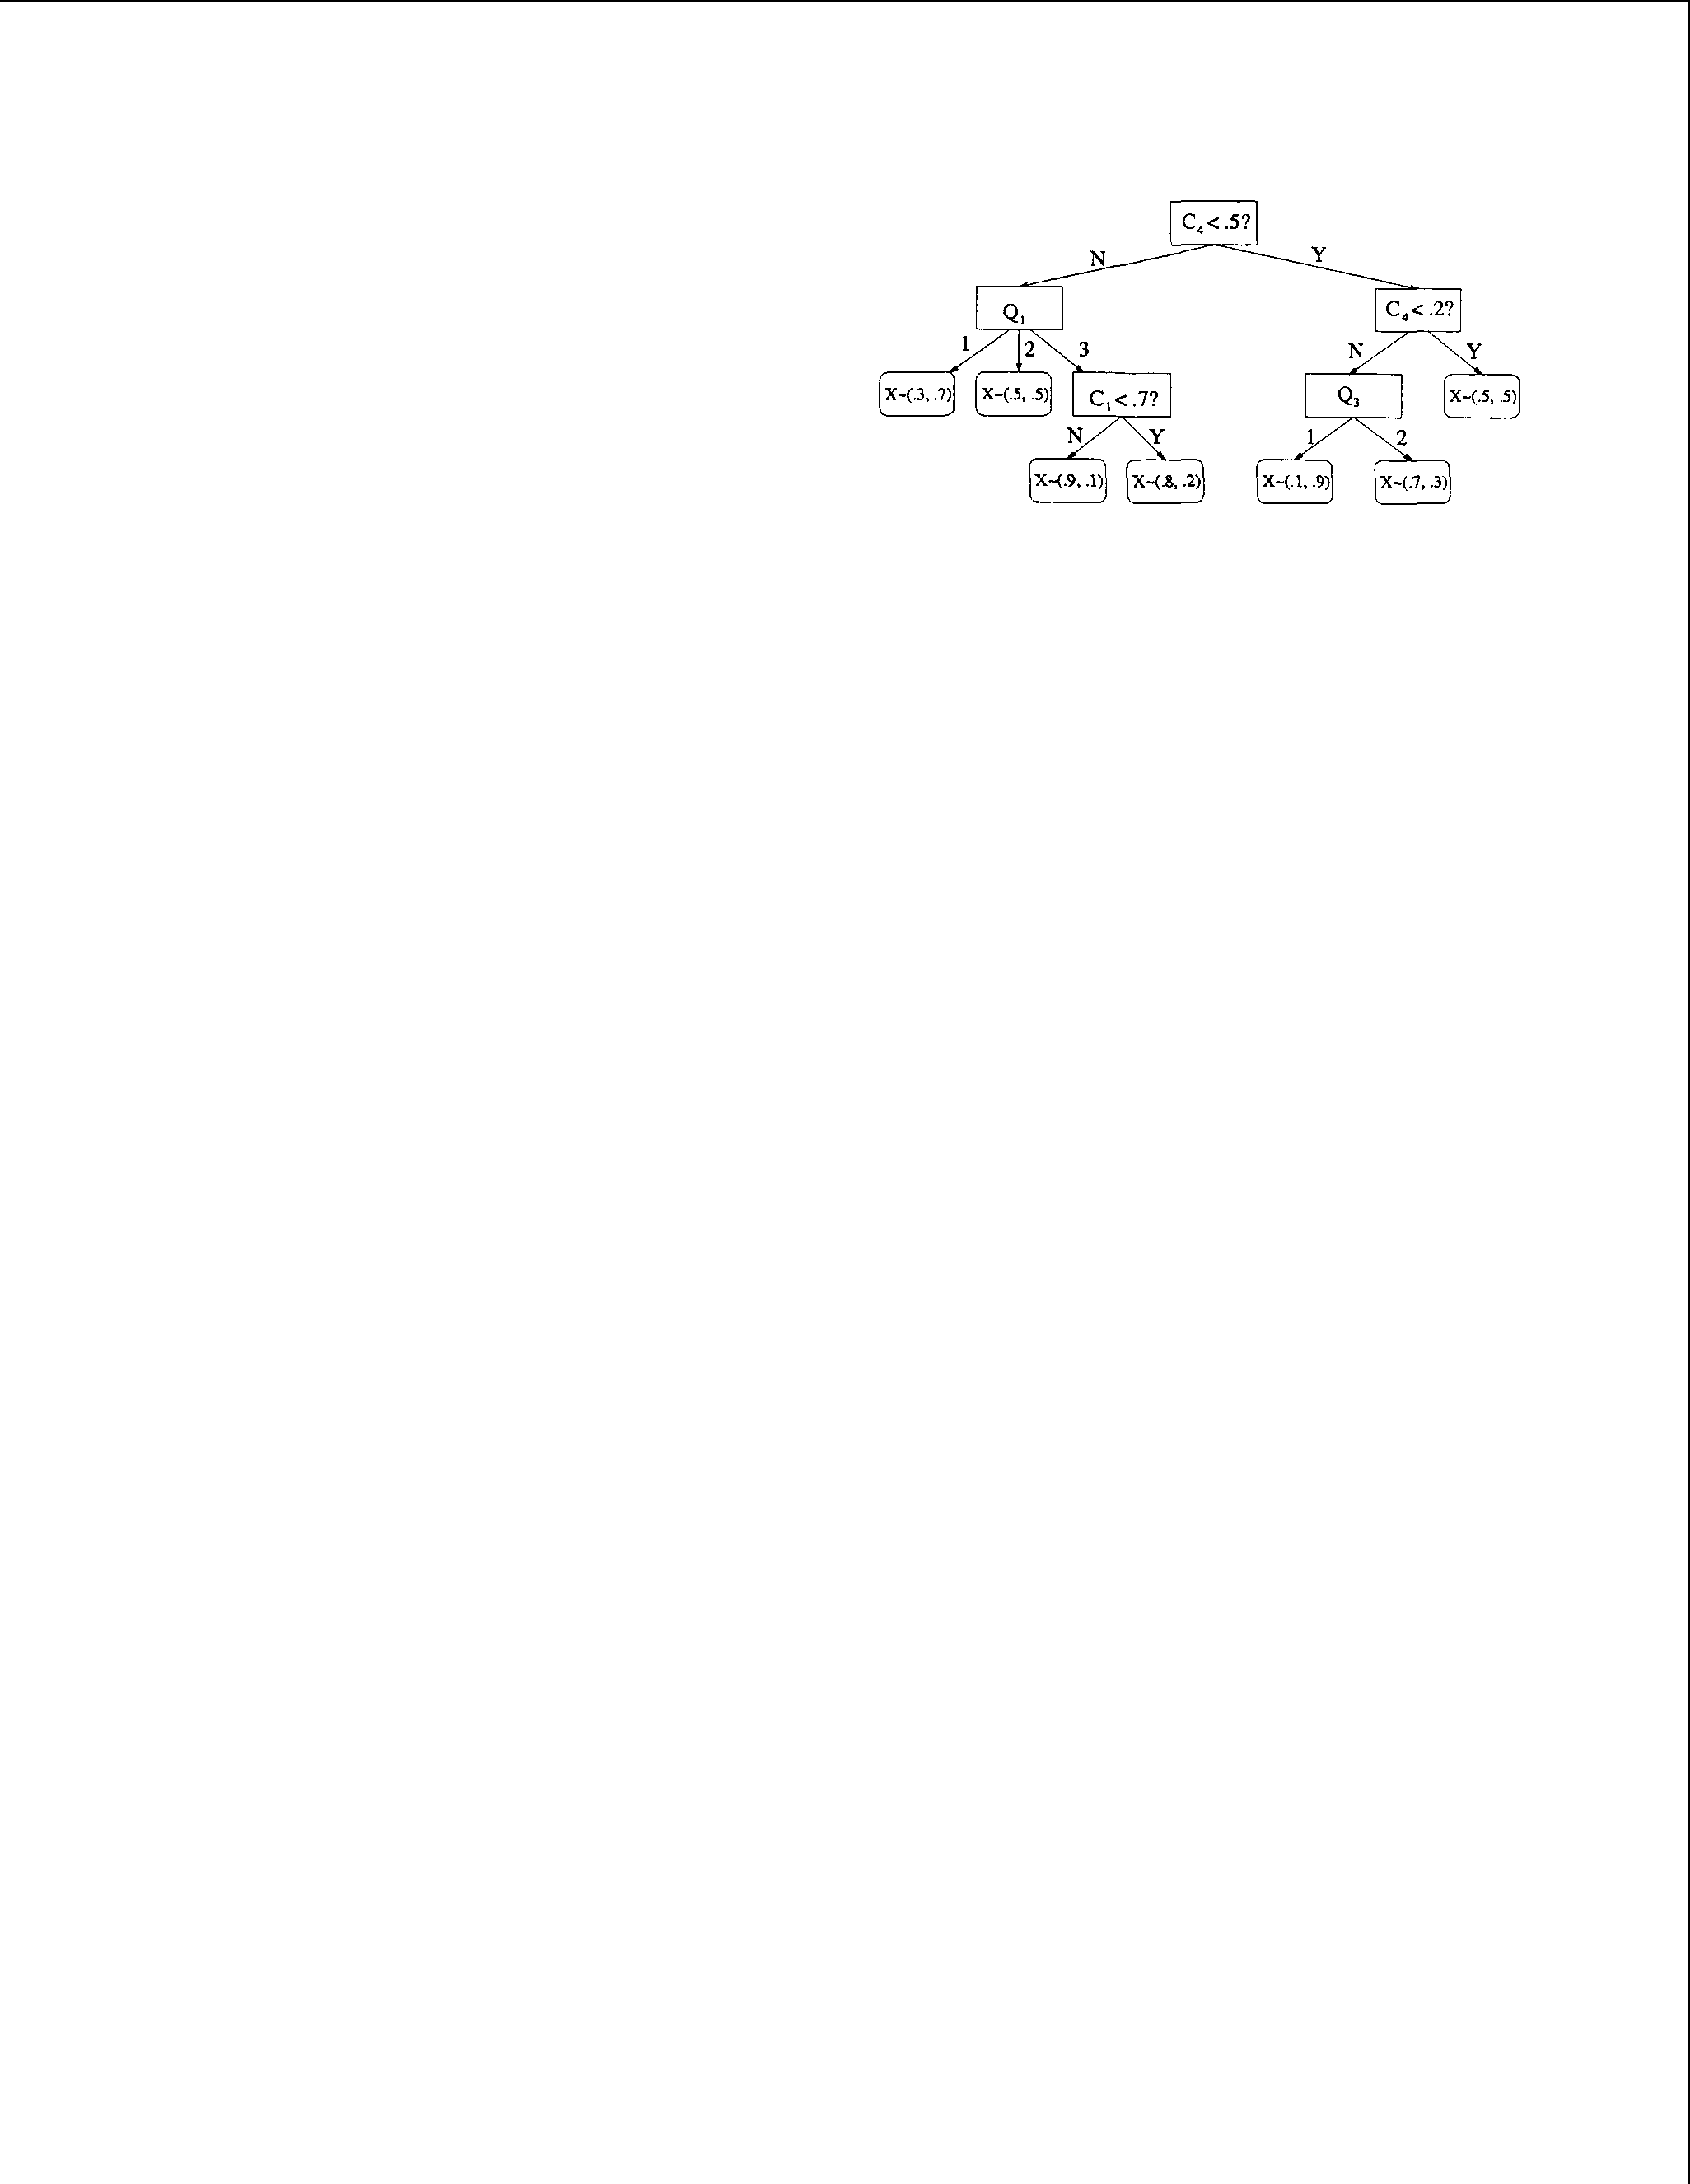 C₄ < .5?
N Y
Q₁ C₄ < .2?
1 2 3 N Y
X~(.3, .7) X~(.5, .5) C₁ < .7? Q₃ X~(.5, .5)
N Y 1 2
X~(.9, .1) X~(.8, .2) X~(.1, .9) X~(.7, .3)